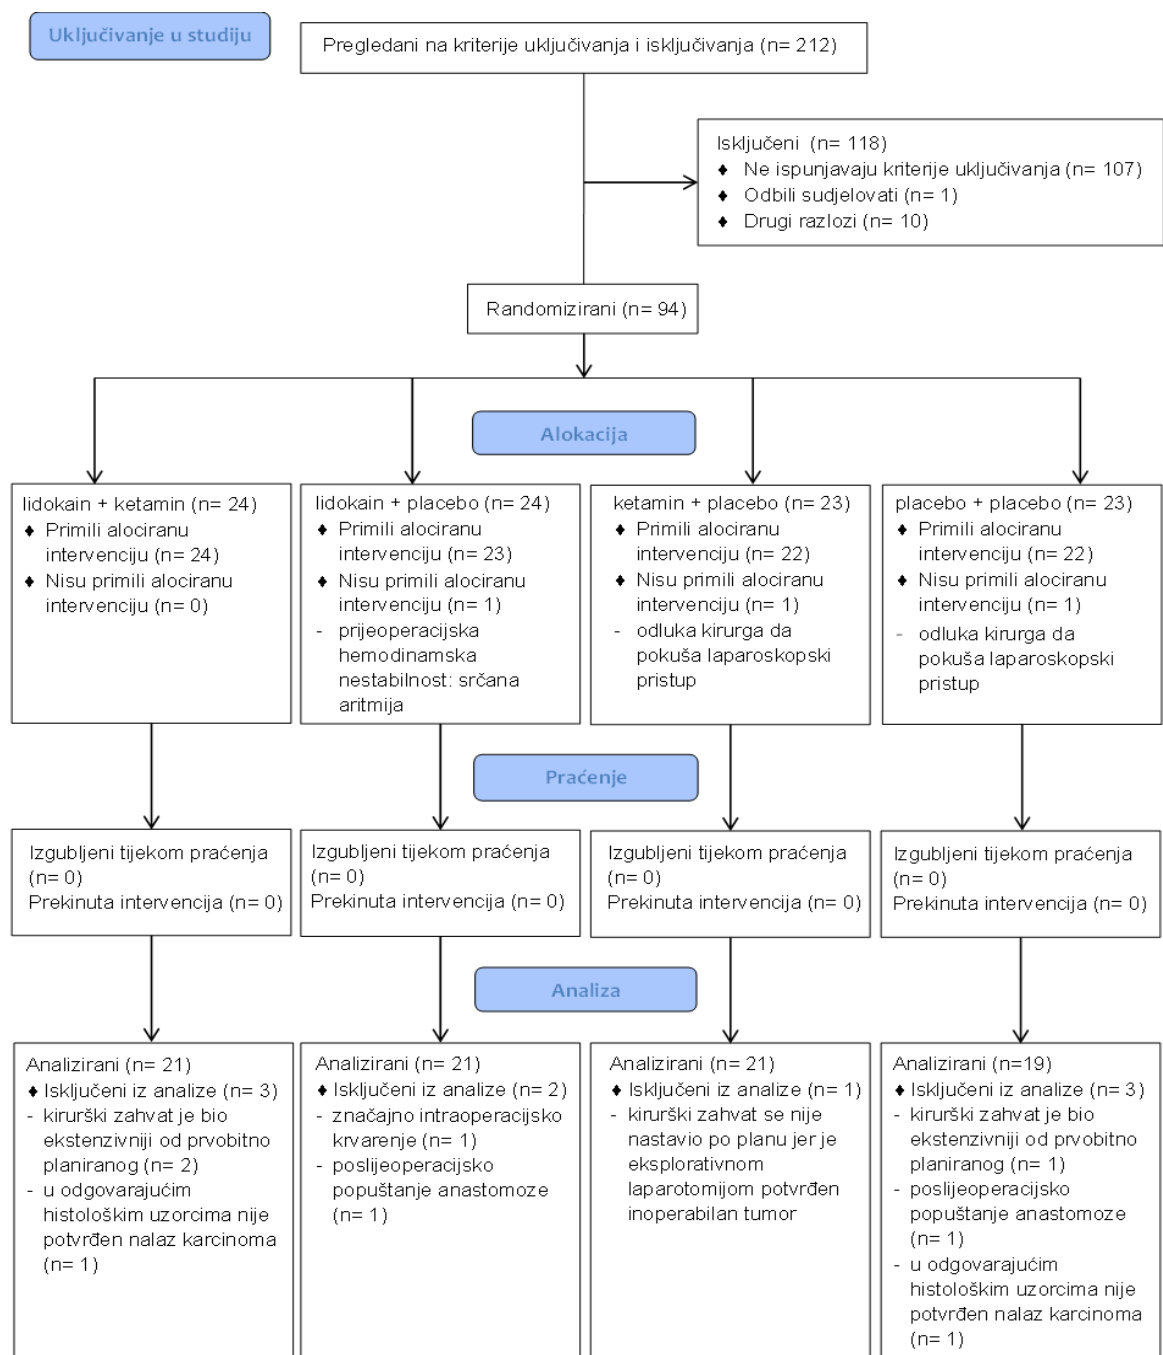 Uključivanje u studiju
Pregledani na kriterije uključivanja i isključivanja (n= 212)
Isključeni (n= 118)
♦ Ne ispunjavaju kriterije uključivanja (n= 107)
♦ Odbili sudjelovati (n= 1)
♦ Drugi razlozi (n= 10)
Randomizirani (n= 94)
Alokacija
lidokain + ketamin (n= 24)
♦ Primili alociranu
intervenciju (n= 24)
♦ Nisu primili alociranu
intervenciju (n= 0)
lidokain + placebo (n= 24)
♦ Primili alociranu
intervenciju (n= 23)
♦ Nisu primili alociranu
intervenciju (n= 1)
- prijeoperacijska
hemodinamska
nestabilnost: srčana
aritmija
ketamin + placebo (n= 23)
♦ Primili alociranu
intervenciju (n= 22)
♦ Nisu primili alociranu
intervenciju (n= 1)
- odluka kirurga da
pokuša laparoskopski
pristup
placebo + placebo (n= 23)
♦ Primili alociranu
intervenciju (n= 22)
♦ Nisu primili alociranu
intervenciju (n= 1)
- odluka kirurga da
pokuša laparoskopski
pristup
Praćenje
Izgubljeni tijekom praćenja
(n= 0)
Prekinuta intervencija (n= 0)
Izgubljeni tijekom praćenja
(n= 0)
Prekinuta intervencija (n= 0)
Izgubljeni tijekom praćenja
(n= 0)
Prekinuta intervencija (n= 0)
Izgubljeni tijekom praćenja
(n= 0)
Prekinuta intervencija (n= 0)
Analiza
Analizirani (n= 21)
♦ Isključeni iz analize (n= 3)
- kirurški zahvat je bio
ekstenzivniji od prvobitno
planiranog (n= 2)
- u odgovarajućim
histološkim uzorcima nije
potvrđen nalaz karcinoma
(n= 1)
Analizirani (n= 21)
♦ Isključeni iz analize (n= 2)
- značajno intraoperacijsko
krvarenje (n= 1)
- poslijeoperacijsko
popuštanje anastomoze
(n= 1)
Analizirani (n= 21)
♦ Isključeni iz analize (n= 1)
- kirurški zahvat se nije
nastavio po planu jer je
eksplorativnom
laparotomijom potvrđen
inoperabilan tumor
Analizirani (n=19)
♦ Isključeni iz analize (n= 3)
- kirurški zahvat je bio
ekstenzivniji od prvobitno
planiranog (n= 1)
- poslijeoperacijsko
popuštanje anastomoze
(n= 1)
- u odgovarajućim
histološkim uzorcima nije
potvrđen nalaz karcinoma
(n= 1)